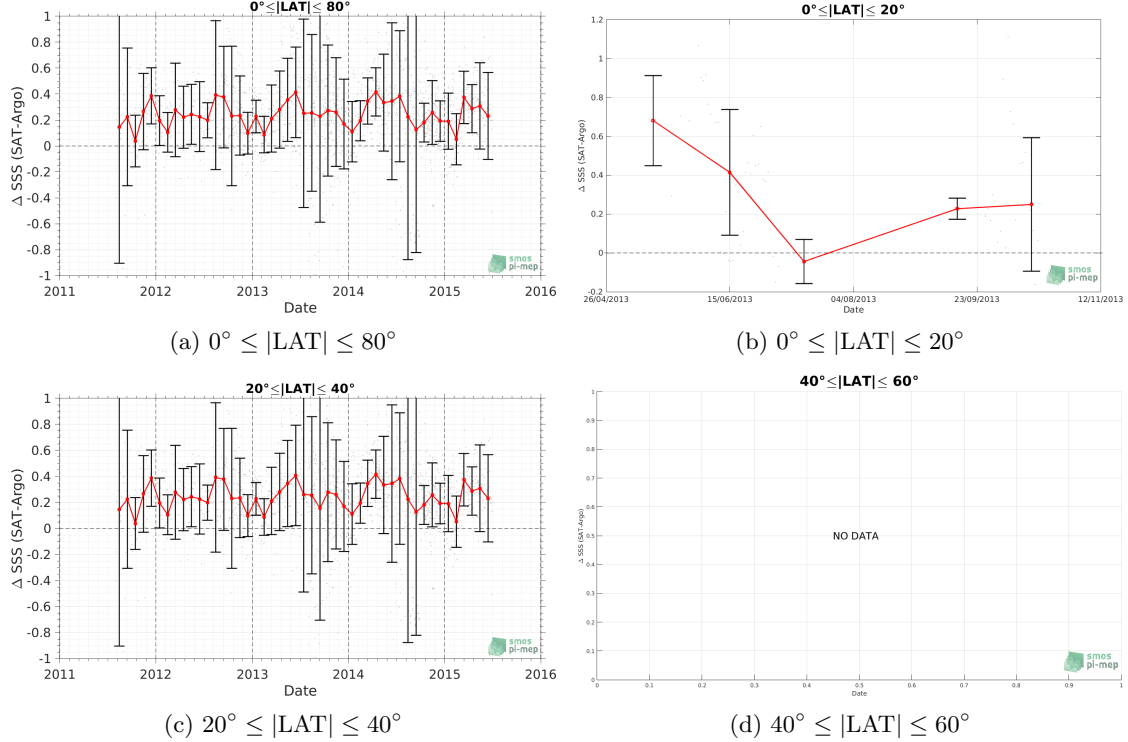 0°≤|LAT|≤ 80°
1
0.8
0.6
0.4
0.2
0
-0.2
-0.4
-0.6
-0.8
-1
Δ SSS (SAT-Argo)
2011 2012 2013 2014 2015 2016
Date
smos
pi-mep
(a) 0° ≤ |LAT| ≤ 80°
0°≤|LAT|≤ 20°
1.2
1
0.8
0.6
0.4
0.2
0
-0.2
Δ SSS (SAT-Argo)
26/04/2013 15/06/2013 04/08/2013 23/09/2013 12/11/2013
Date
smos
pi-mep
(b) 0° ≤ |LAT| ≤ 20°
20°≤|LAT|≤ 40°
1
0.8
0.6
0.4
0.2
0
-0.2
-0.4
-0.6
-0.8
-1
Δ SSS (SAT-Argo)
2011 2012 2013 2014 2015 2016
Date
smos
pi-mep
(c) 20° ≤ |LAT| ≤ 40°
40°≤|LAT|≤ 60°
1
0.9
0.8
0.7
0.6
0.5
0.4
0.3
0.2
0.1
0
Δ SSS (SAT-Argo)
NO DATA
0 0.1 0.2 0.3 0.4 0.5 0.6 0.7 0.8 0.9 1
Date
smos
pi-mep
(d) 40° ≤ |LAT| ≤ 60°